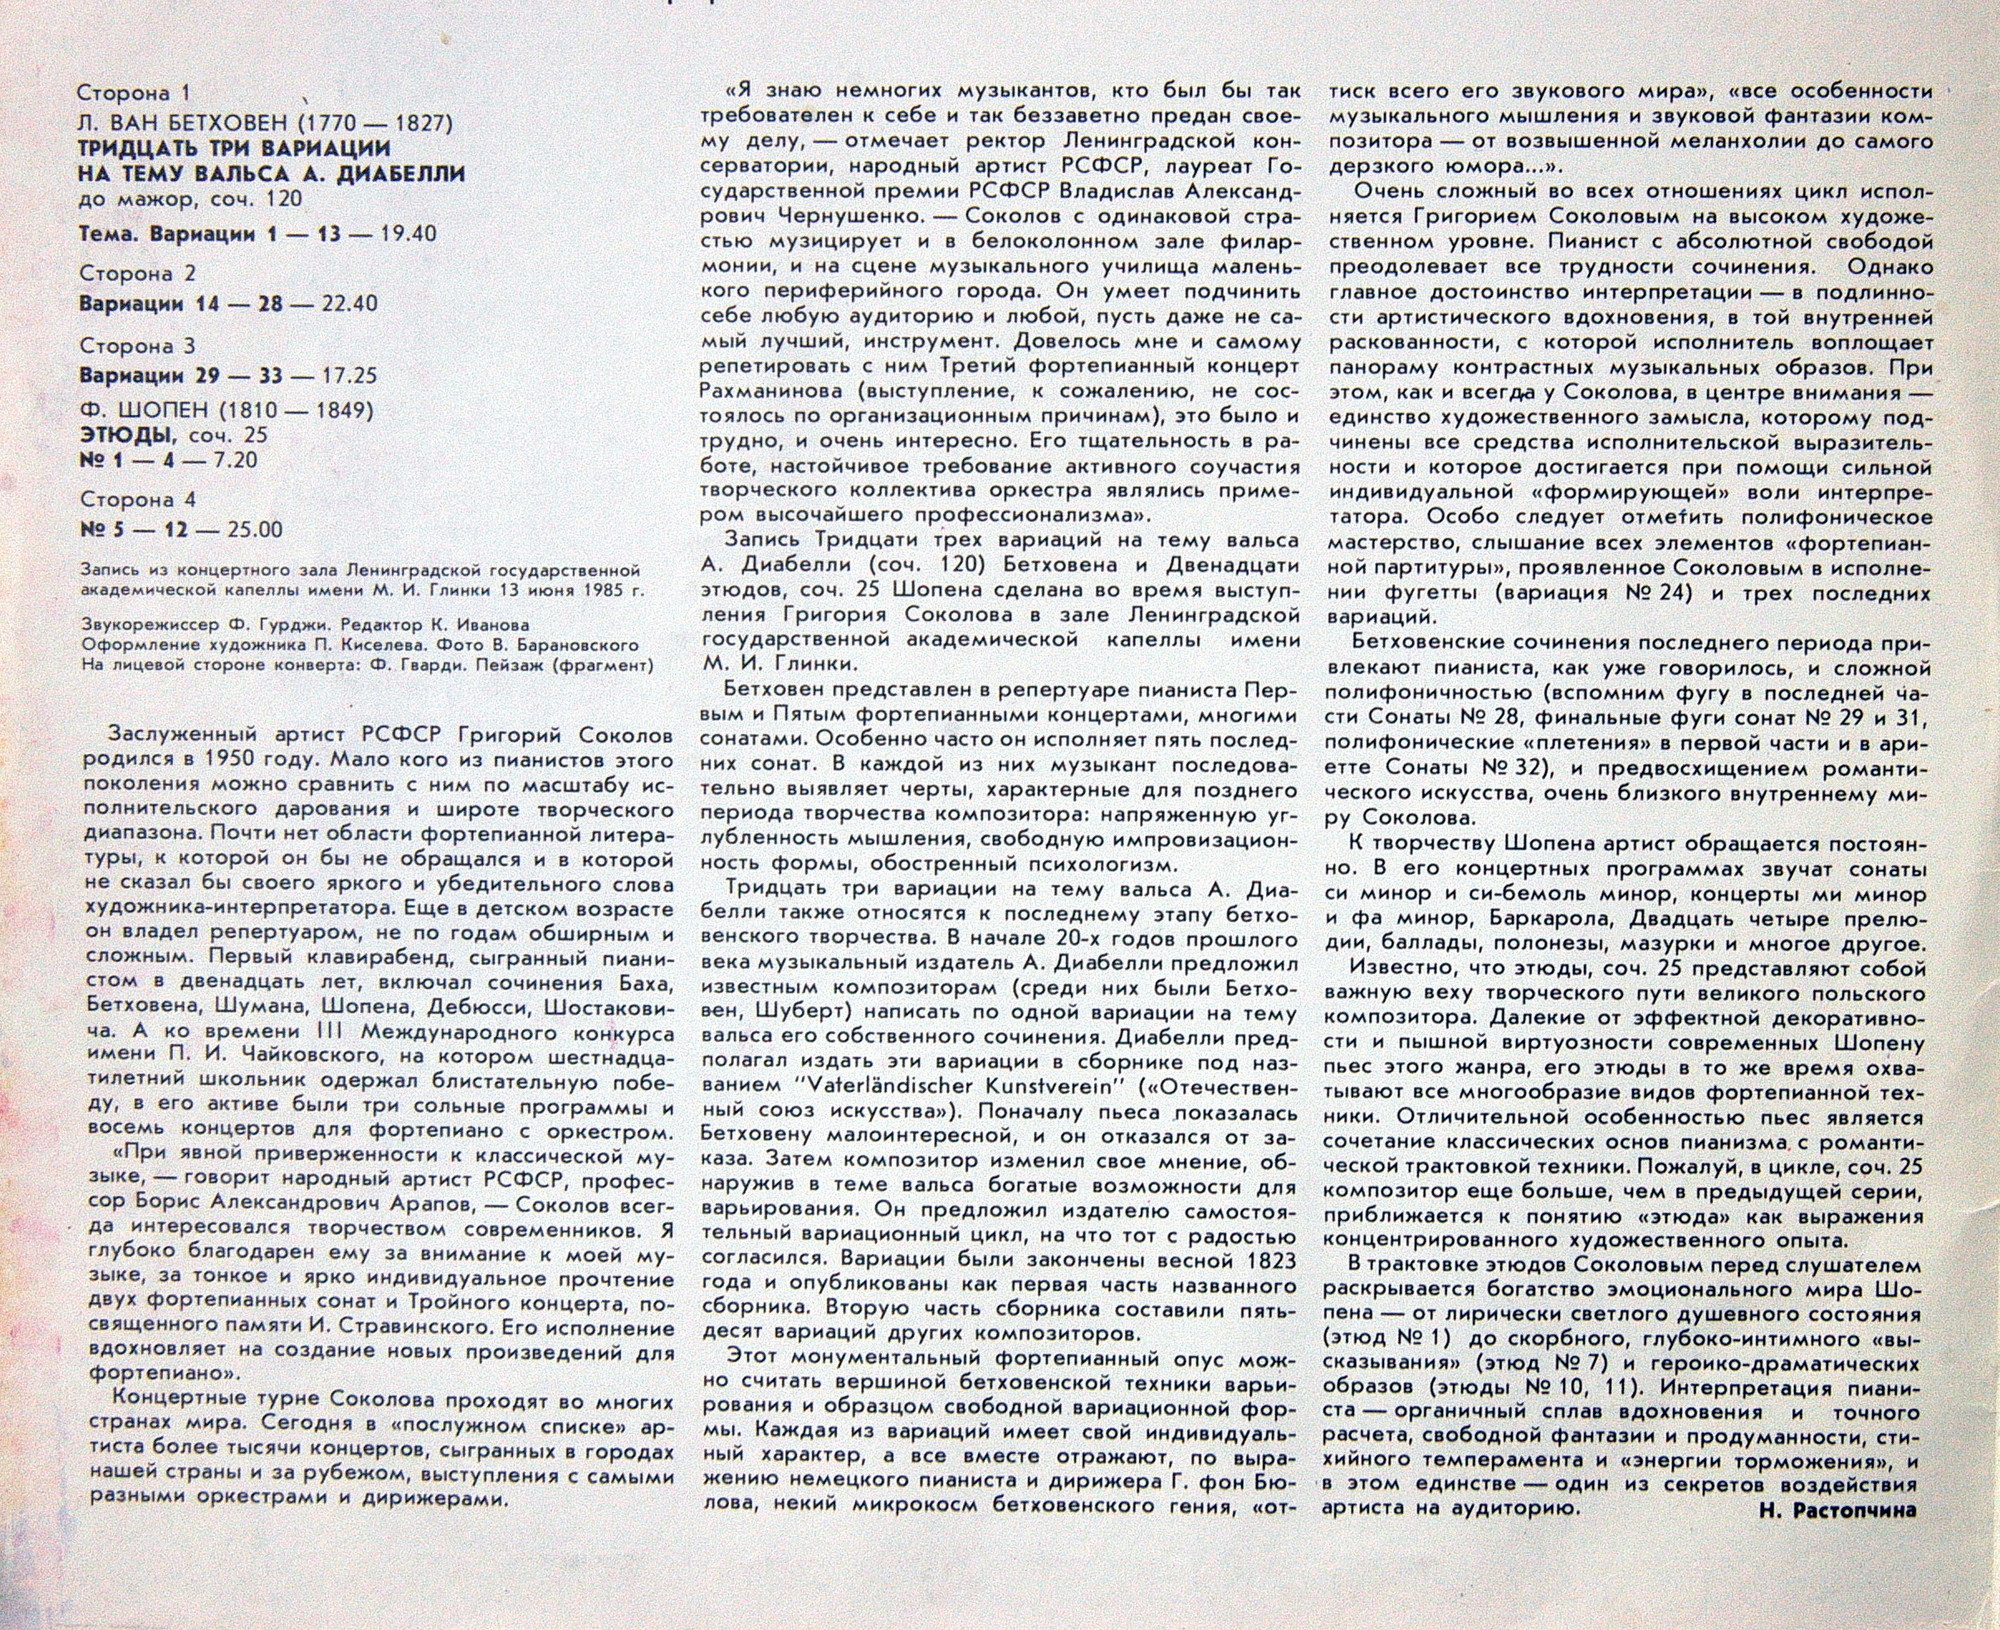 Сторона 1
Л. ВАН БЕТХОВЕН (1770 — 1827)
ТРИДЦАТЬ ТРИ ВАРИАЦИИ
НА ТЕМУ ВАЛЬСА А. ДИАБЕЛЛИ
до мажор, соч. 120
Тема. Вариации 1 — 13 — 19.40
Сторона 2
Вариации 14 — 28 — 22.40
Сторона 3
Вариации 29 — 33 — 17.25
Ф. ШОПЕН (1810 — 1849)
ЭТЮДЫ, соч. 25
№ 1 — 4 — 7.20
Сторона 4
№ 5 — 12 — 25.00
Запись из концертного зала Ленинградской государственной
академической капеллы имени М. И. Глинки 13 июня 1985 г.
Звукорежиссер Ф. Гурджи. Редактор К. Иванова
Оформление художника П. Киселева. Фото В. Барановского
На лицевой стороне конверта: Ф. Гварди. Пейзаж (фрагмент)
Заслуженный артист РСФСР Григорий Соколов
родился в 1950 году. Мало кого из пианистов этого
поколения можно сравнить с ним по масштабу ис-
полнительского дарования и широте творческого
диапазона. Почти нет области фортепианной литера-
туры, к которой он бы не обращался и в которой
не сказал бы своего яркого и убедительного слова
художника-интерпретатора. Еще в детском возрасте
он владел репертуаром, не по годам обширным и
сложным. Первый клавирабенд, сыгранный пиани-
стом в двенадцать лет, включал сочинения Баха,
Бетховена, Шумана, Шопена, Дебюсси, Шостакови-
ча. А ко времени III Международного конкурса
имени П. И. Чайковского, на котором шестнадца-
тилетний школьник одержал блистательную побе-
ду, в его активе были три сольные программы и
восемь концертов для фортепиано с оркестром.
«При явной приверженности к классической му-
зыке, — говорит народный артист РСФСР, профес-
сор Борис Александрович Арапов, — Соколов всег-
да интересовался творчеством современников. Я
глубоко благодарен ему за внимание к моей му-
зыке, за тонкое и ярко индивидуальное прочтение
двух фортепианных сонат и Тройного концерта, по-
священного памяти И. Стравинского. Его исполнение
вдохновляет на создание новых произведений для
фортепиано».
Концертные турне Соколова проходят во многих
странах мира. Сегодня в «послужном списке» ар-
тиста более тысячи концертов, сыгранных в городах
нашей страны и за рубежом, выступления с самыми
разными оркестрами и дирижерами.
«Я знаю немногих музыкантов, кто был бы так
требователен к себе и так беззаветно предан свое-
му делу, — отмечает ректор Ленинградской кон-
серватории, народный артист РСФСР, лауреат Го-
сударственной премии РСФСР Владислав Александ-
рович Чернушенко. — Соколов с одинаковой стра-
стью музицирует и в белоколонном зале филар-
монии, и на сцене музыкального училища малень-
кого периферийного города. Он умеет подчинить
себе любую аудиторию и любой, пусть даже не са-
мый лучший, инструмент. Довелось мне и самому
репетировать с ним Третий фортепианный концерт
Рахманинова (выступление, к сожалению, не сос-
тоялось по организационным причинам), это было и
трудно, и очень интересно. Его тщательность в ра-
боте, настойчивое требование активного соучастия
творческого коллектива оркестра являлись приме-
ром высочайшего профессионализма».
Запись Тридцати трех вариаций на тему вальса
А. Диабелли (соч. 120) Бетховена и Двенадцати
этюдов, соч. 25 Шопена сделана во время выступ-
ления Григория Соколова в зале Ленинградской
государственной академической капеллы имени
М. И. Глинки.
Бетховен представлен в репертуаре пианиста Пер-
вым и Пятым фортепианными концертами, многими
сонатами. Особенно часто он исполняет пять послед-
них сонат. В каждой из них музыкант последова-
тельно выявляет черты, характерные для позднего
периода творчества композитора: напряженную уг-
лубленность мышления, свободную импровизацион-
ность формы, обостренный психологизм.
Тридцать три вариации на тему вальса А. Диа-
белли также относятся к последнему этапу бетхо-
венского творчества. В начале 20-х годов прошлого
века музыкальный издатель А. Диабелли предложил
известным композиторам (среди них были Бетхо-
вен, Шуберт) написать по одной вариации на тему
вальса его собственного сочинения. Диабелли пред-
полагал издать эти вариации в сборнике под наз-
ванием "Vaterländischer Kunstverein" («Отечествен-
ный союз искусства»). Поначалу пьеса показалась
Бетховену малоинтересной, и он отказался от за-
каза. Затем композитор изменил свое мнение, об-
наружив в теме вальса богатые возможности для
варьирования. Он предложил издателю самостоя-
тельный вариационный цикл, на что тот с радостью
согласился. Вариации были закончены весной 1823
года и опубликованы как первая часть названного
сборника. Вторую часть сборника составили пять-
десят вариаций других композиторов.
Этот монументальный фортепианный опус мож-
но считать вершиной бетховенской техники варьи-
рования и образцом свободной вариационной фор-
мы. Каждая из вариаций имеет свой индивидуаль-
ный характер, а все вместе отражают, по выра-
жению немецкого пианиста и дирижера Г. фон Бю-
лова, некий микрокосм бетховенского гения, «от-
тиск всего его звукового мира», «все особенности
музыкального мышления и звуковой фантазии ком-
позитора — от возвышенной меланхолии до самого
дерзкого юмора...».
Очень сложный во всех отношениях цикл испол-
няется Григорием Соколовым на высоком художе-
ственном уровне. Пианист с абсолютной свободой
преодолевает все трудности сочинения. Однако
главное достоинство интерпретации — в подлинно-
сти артистического вдохновения, в той внутренней
раскованности, с которой исполнитель воплощает
панораму контрастных музыкальных образов. При
этом, как и всегда у Соколова, в центре внимания —
единство художественного замысла, которому под-
чинены все средства исполнительской выразитель-
ности и которое достигается при помощи сильной
индивидуальной «формирующей» воли интерпре-
татора. Особо следует отметить полифоническое
мастерство, слышание всех элементов «фортепиан-
ной партитуры», проявленное Соколовым в исполне-
нии фугетты (вариация № 24) и трех последних
вариаций.
Бетховенские сочинения последнего периода при-
влекают пианиста, как уже говорилось, и сложной
полифоничностью (вспомним фугу в последней ча-
сти Сонаты № 28, финальные фуги сонат № 29 и 31,
полифонические «плетения» в первой части и в ари-
етте Сонаты № 32), и предвосхищением романти-
ческого искусства, очень близкого внутреннему ми-
ру Соколова.
К творчеству Шопена артист обращается постоян-
но. В его концертных программах звучат сонаты
си минор и си-бемоль минор, концерты ми минор
и фа минор, Баркарола, Двадцать четыре прелю-
дии, баллады, полонезы, мазурки и многое другое.
Известно, что этюды, соч. 25 представляют собой
важную веху творческого пути великого польского
композитора. Далекие от эффектной декоративно-
сти и пышной виртуозности современных Шопену
пьес этого жанра, его этюды в то же время охва-
тывают все многообразие видов фортепианной тех-
ники. Отличительной особенностью пьес является
сочетание классических основ пианизма с романти-
ческой трактовкой техники. Пожалуй, в цикле, соч. 25
композитор еще больше, чем в предыдущей серии,
приближается к понятию «этюда» как выражения
концентрированного художественного опыта.
В трактовке этюдов Соколовым перед слушателем
раскрывается богатство эмоционального мира Шо-
пена — от лирически светлого душевного состояния
(этюд № 1) до скорбного, глубоко-интимного «вы-
сказывания» (этюд № 7) и героико-драматических
образов (этюды № 10, 11). Интерпретация пиани-
ста — органичный сплав вдохновения и точного
расчета, свободной фантазии и продуманности, сти-
хийного темперамента и «энергии торможения», и
в этом единстве — один из секретов воздействия
артиста на аудиторию.
Н. Растопчина